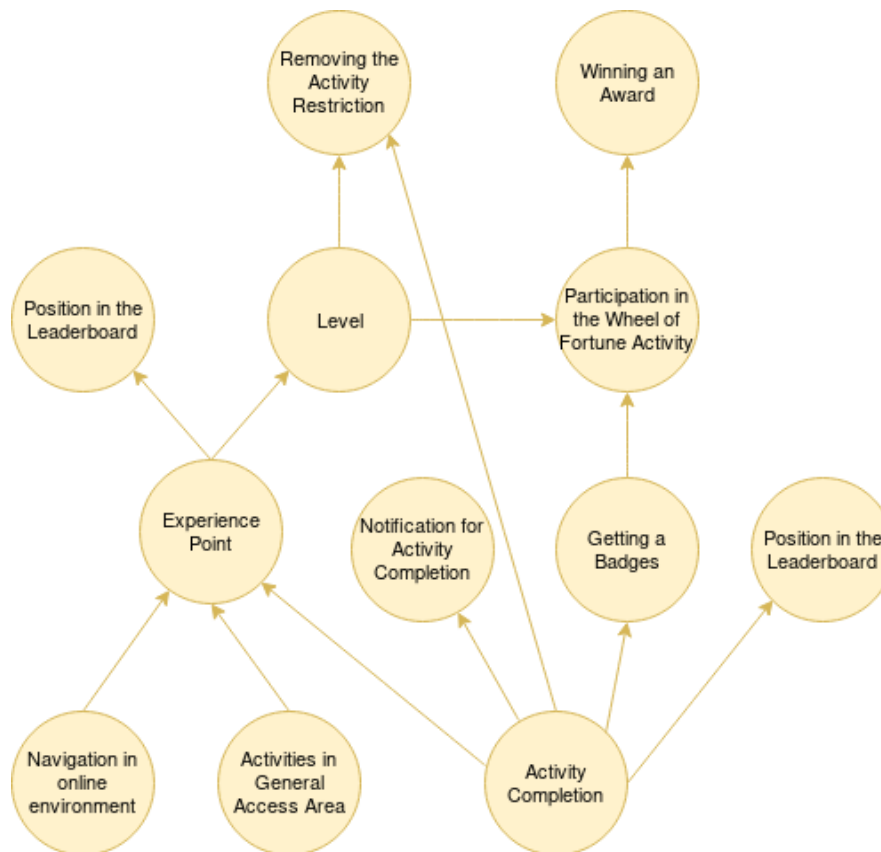 Removing the
Activity
Restriction
Winning an
Award
Position in the
Leaderboard
Level
Participation in
the Wheel of
Fortune Activity
Experience
Point
Notification for
Activity
Completion
Getting a
Badges
Position in the
Leaderboard
Navigation in
online
environment
Activities in
General
Access Area
Activity
Completion